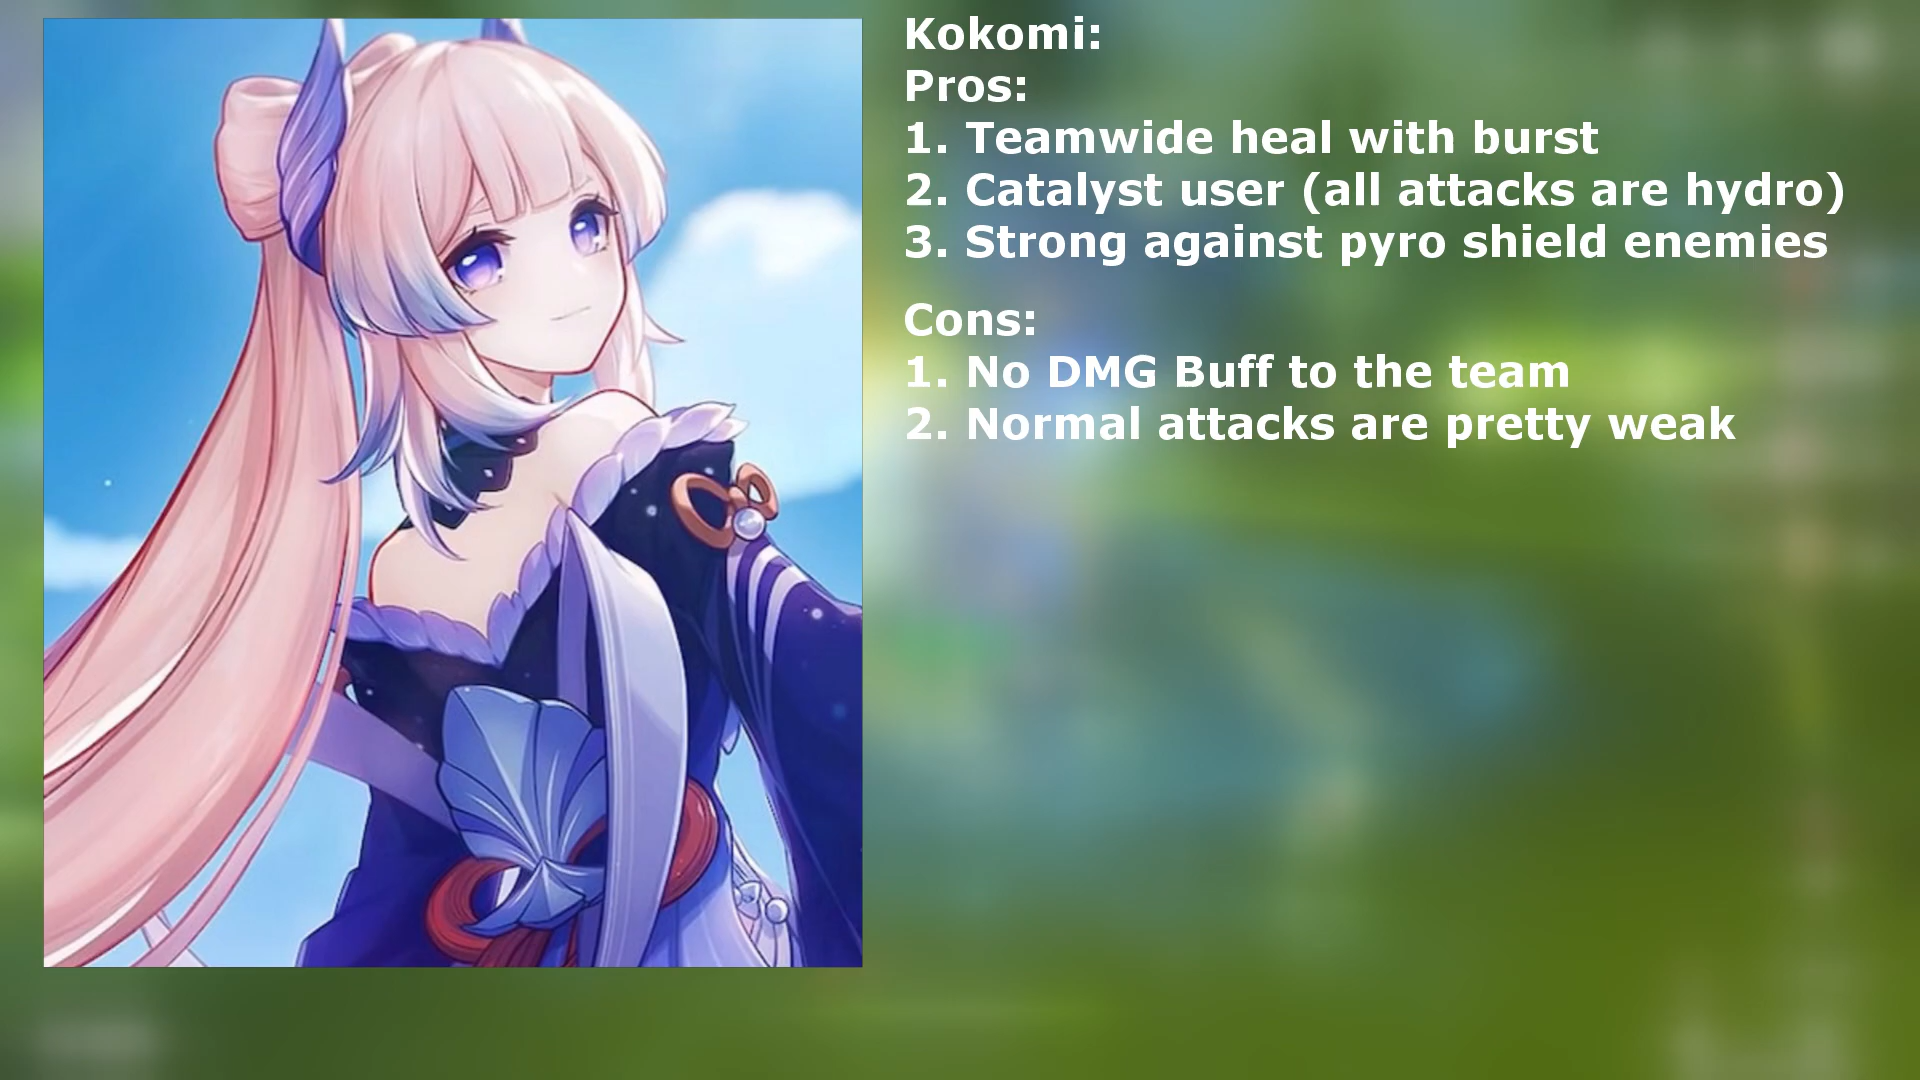 Kokomi:
Pros:
1. Teamwide heal with burst
2. Catalyst user (all attacks are hydro)
3. Strong against pyro shield enemies
Cons:
1. No DMG Buff to the team
2. Normal attacks are pretty weak